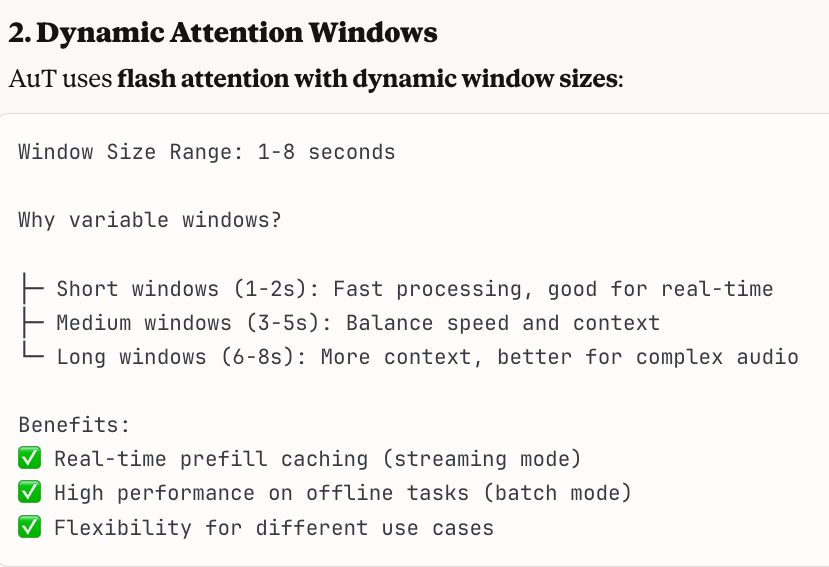 2. Dynamic Attention Windows
AuT uses flash attention with dynamic window sizes:
Window Size Range: 1-8 seconds
Why variable windows?
├─ Short windows (1-2s): Fast processing, good for real-time
├─ Medium windows (3-5s): Balance speed and context
└─ Long windows (6-8s): More context, better for complex audio
Benefits:
✅ Real-time prefill caching (streaming mode)
✅ High performance on offline tasks (batch mode)
✅ Flexibility for different use cases